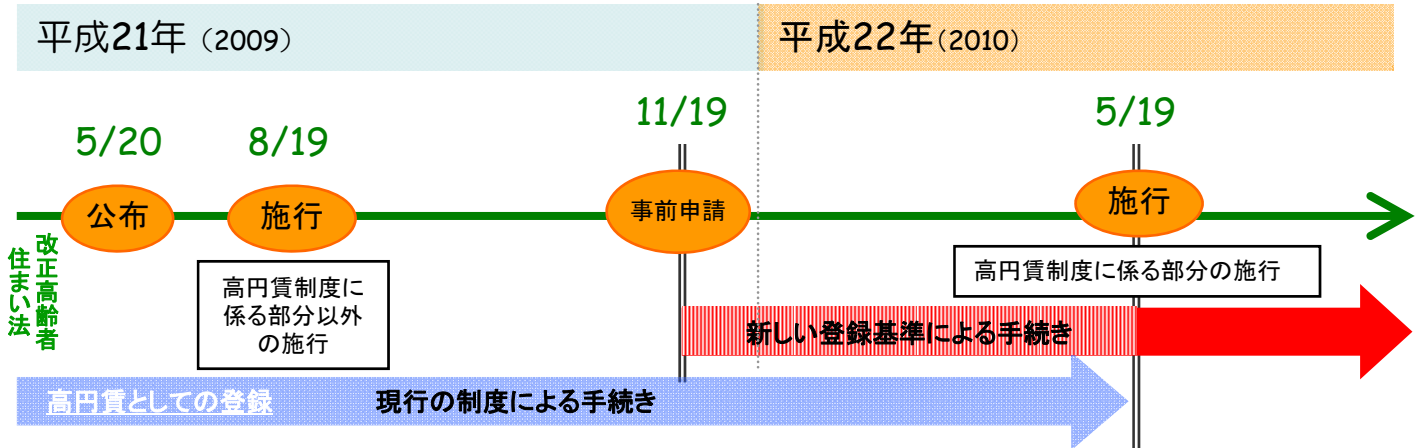 平成21年（2009）
平成22年（2010）
5/20
8/19
11/19
5/19
公布
施行
事前申請
施行
改正高齢者
住まい法
高円賃制度に
係る部分以外
の施行
高円賃制度に係る部分の施行
新しい登録基準による手続き
高円賃としての登録 現行の制度による手続き